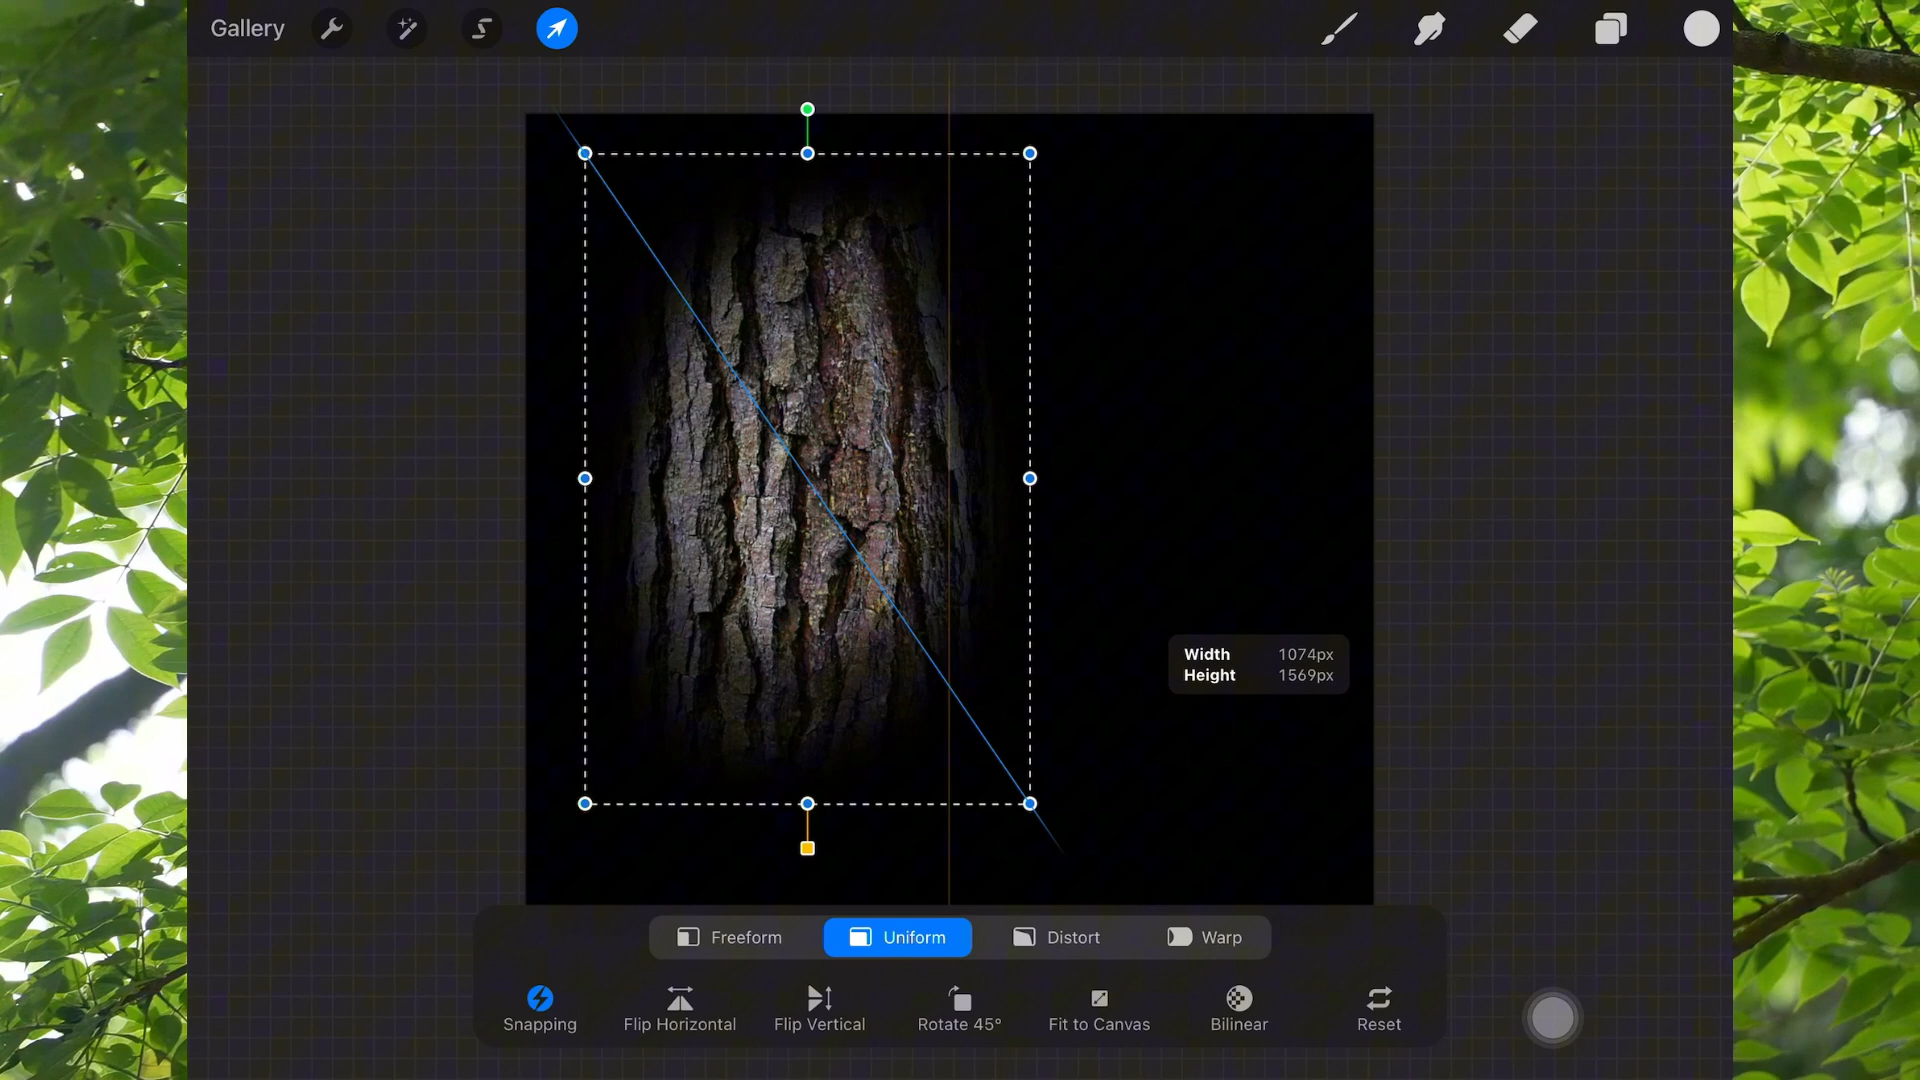 Gallery
Width 1074px
Height 1569px
Freeform Uniform Distort Warp
Snapping Flip Horizontal Flip Vertical Rotate 45° Fit to Canvas Bilinear Reset